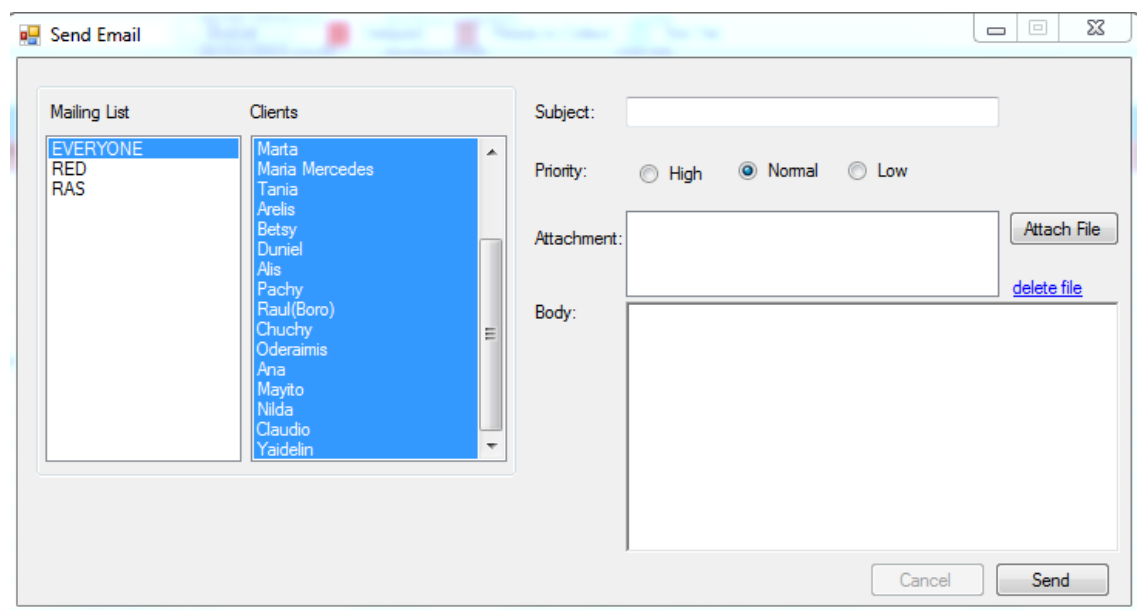 Send Email
Mailing List
Clients
EVERYONE
RED
RAS
Marta
Maria Mercedes
Tania
Arelis
Betsy
Duniel
Alis
Pachy
Raul(Boro)
Chuchy
Oderaimis
Ana
Mayito
Nilda
Claudio
Yaidelin
Subject:
Priority:
High
Normal
Low
Attachment:
Attach File
delete file
Body:
Cancel
Send